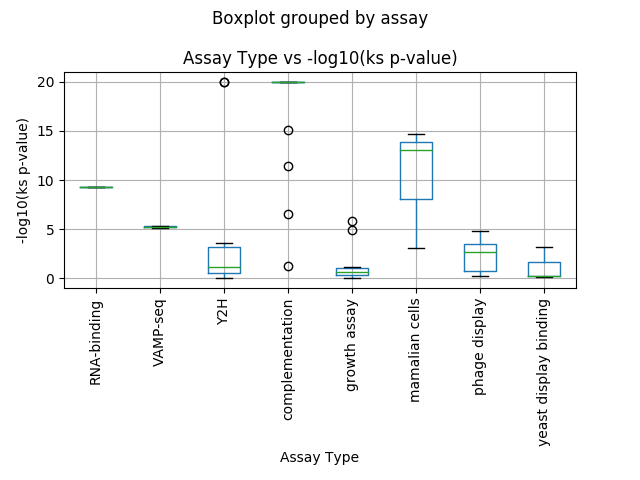 Boxplot grouped by assay
Assay Type vs -log10(ks p-value)
-log10(ks p-value)
20
15
10
5
0
RNA-binding
VAMP-seq
Y2H
complementation
growth assay
mamalian cells
phage display
yeast display binding
Assay Type